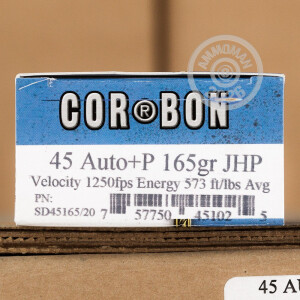 AMMOMAN
COR®BON
45 Auto+P 165gr JHP
Velocity 1250fps Energy 573 ft/lbs Avg
PN:
SD45165/20
7 57750 45102 5
45 AU